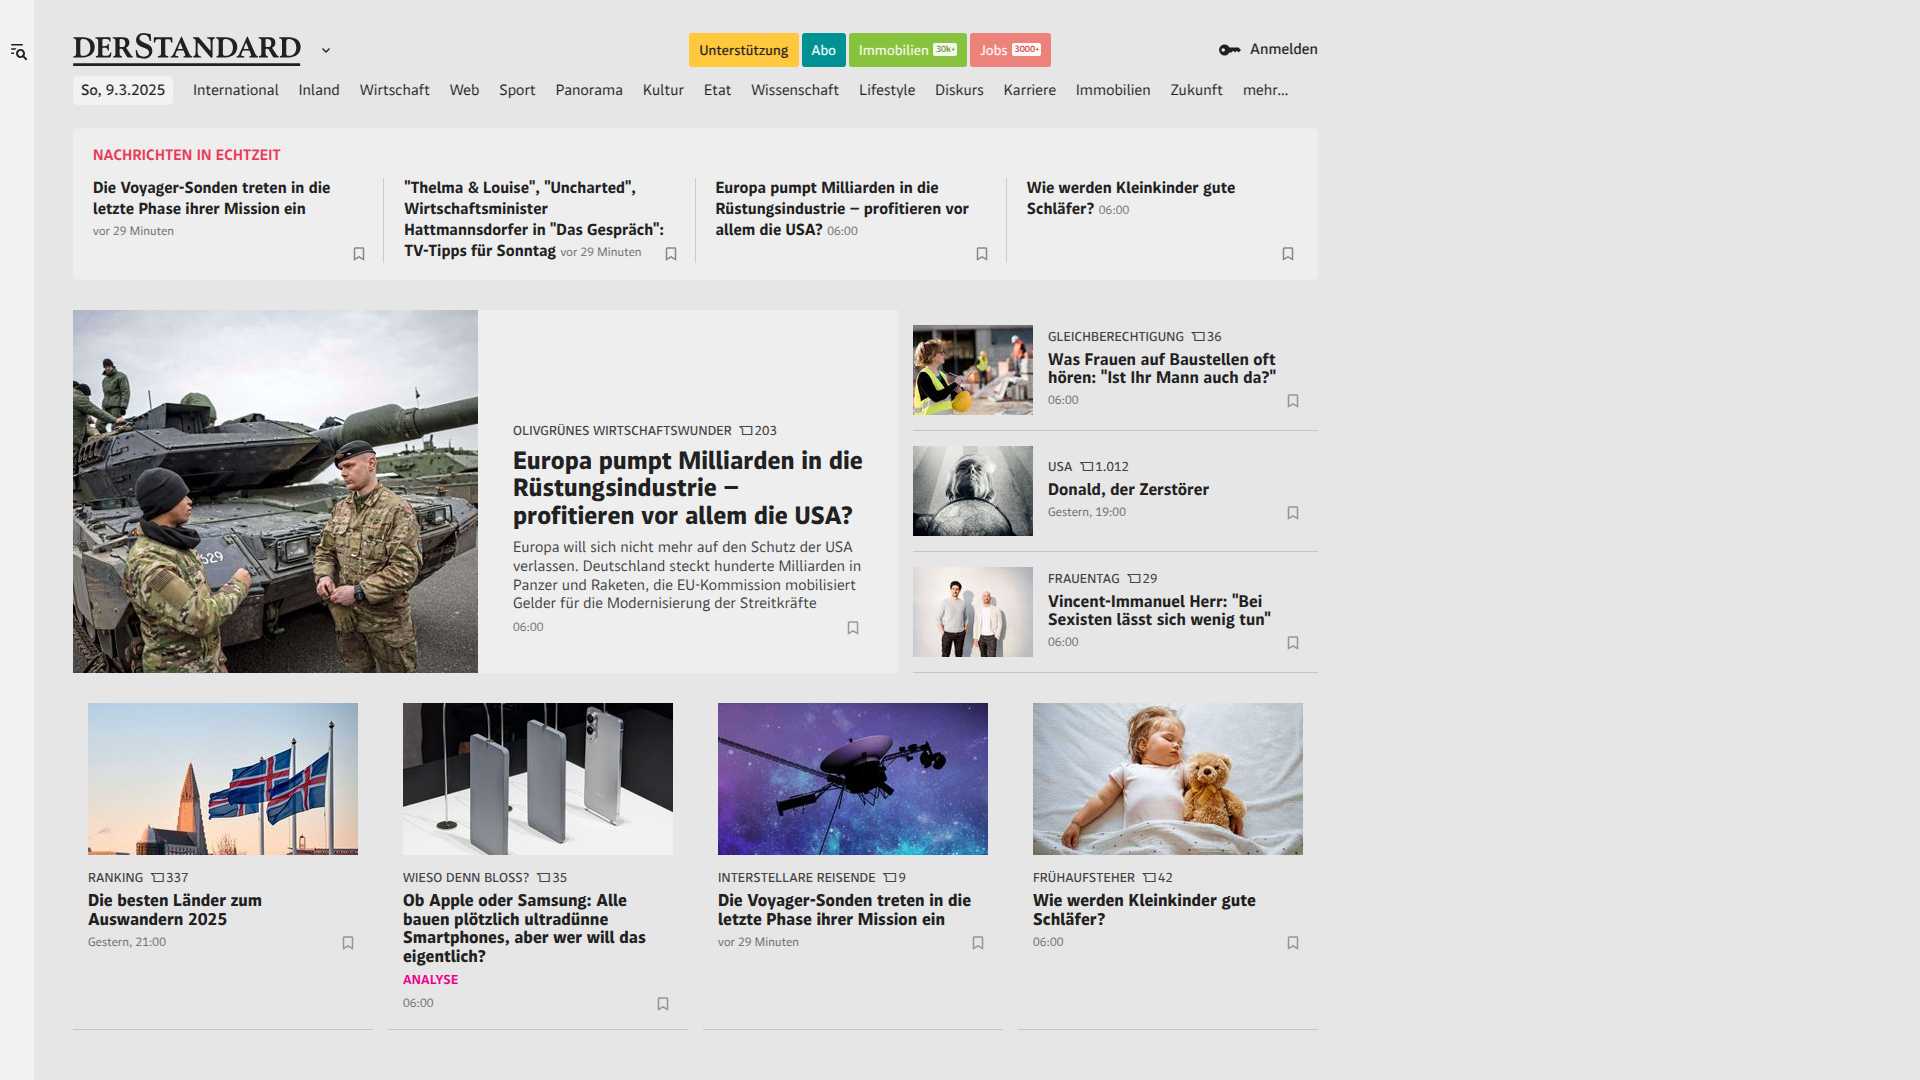 DERSTANDARD
Unterstützung
Abo
Immobilien 30k+
Jobs 3000+
Anmelden
So, 9.3.2025
International
Inland
Wirtschaft
Web
Sport
Panorama
Kultur
Etat
Wissenschaft
Lifestyle
Diskurs
Karriere
Immobilien
Zukunft
mehr...
NACHRICHTEN IN ECHTZEIT
Die Voyager-Sonden treten in die
letzte Phase ihrer Mission ein
vor 29 Minuten
"Thelma & Louise", "Uncharted",
Wirtschaftsminister
Hattmannsdorfer in "Das Gespräch":
TV-Tipps für Sonntag vor 29 Minuten
Europa pumpt Milliarden in die
Rüstungsindustrie – profitieren vor
allem die USA? 06:00
Wie werden Kleinkinder gute
Schläfer? 06:00
529
OLIVGRÜNES WIRTSCHAFTSWUNDER 203
Europa pumpt Milliarden in die
Rüstungsindustrie –
profitieren vor allem die USA?
Europa will sich nicht mehr auf den Schutz der USA
verlassen. Deutschland steckt hunderte Milliarden in
Panzer und Raketen, die EU-Kommission mobilisiert
Gelder für die Modernisierung der Streitkräfte
06:00
GLEICHBERECHTIGUNG 36
Was Frauen auf Baustellen oft
hören: "Ist Ihr Mann auch da?"
06:00
USA 1.012
Donald, der Zerstörer
Gestern, 19:00
FRAUENTAG 29
Vincent-Immanuel Herr: "Bei
Sexisten lässt sich wenig tun"
06:00
RANKING 337
Die besten Länder zum
Auswandern 2025
Gestern, 21:00
WIESO DENN BLOSS? 35
Ob Apple oder Samsung: Alle
bauen plötzlich ultradünne
Smartphones, aber wer will das
eigentlich?
ANALYSE
06:00
INTERSTELLARE REISENDE 9
Die Voyager-Sonden treten in die
letzte Phase ihrer Mission ein
vor 29 Minuten
FRÜHAUFSTEHER 42
Wie werden Kleinkinder gute
Schläfer?
06:00